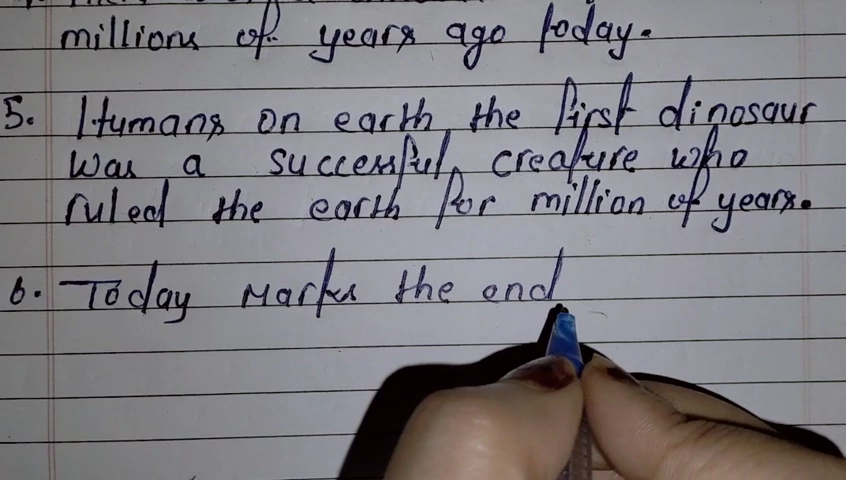 millions of years ago today.
5. Humans on earth, the first dinosaur
was a successful, creature who
ruled the earth for million of years.
6. Today marks the end